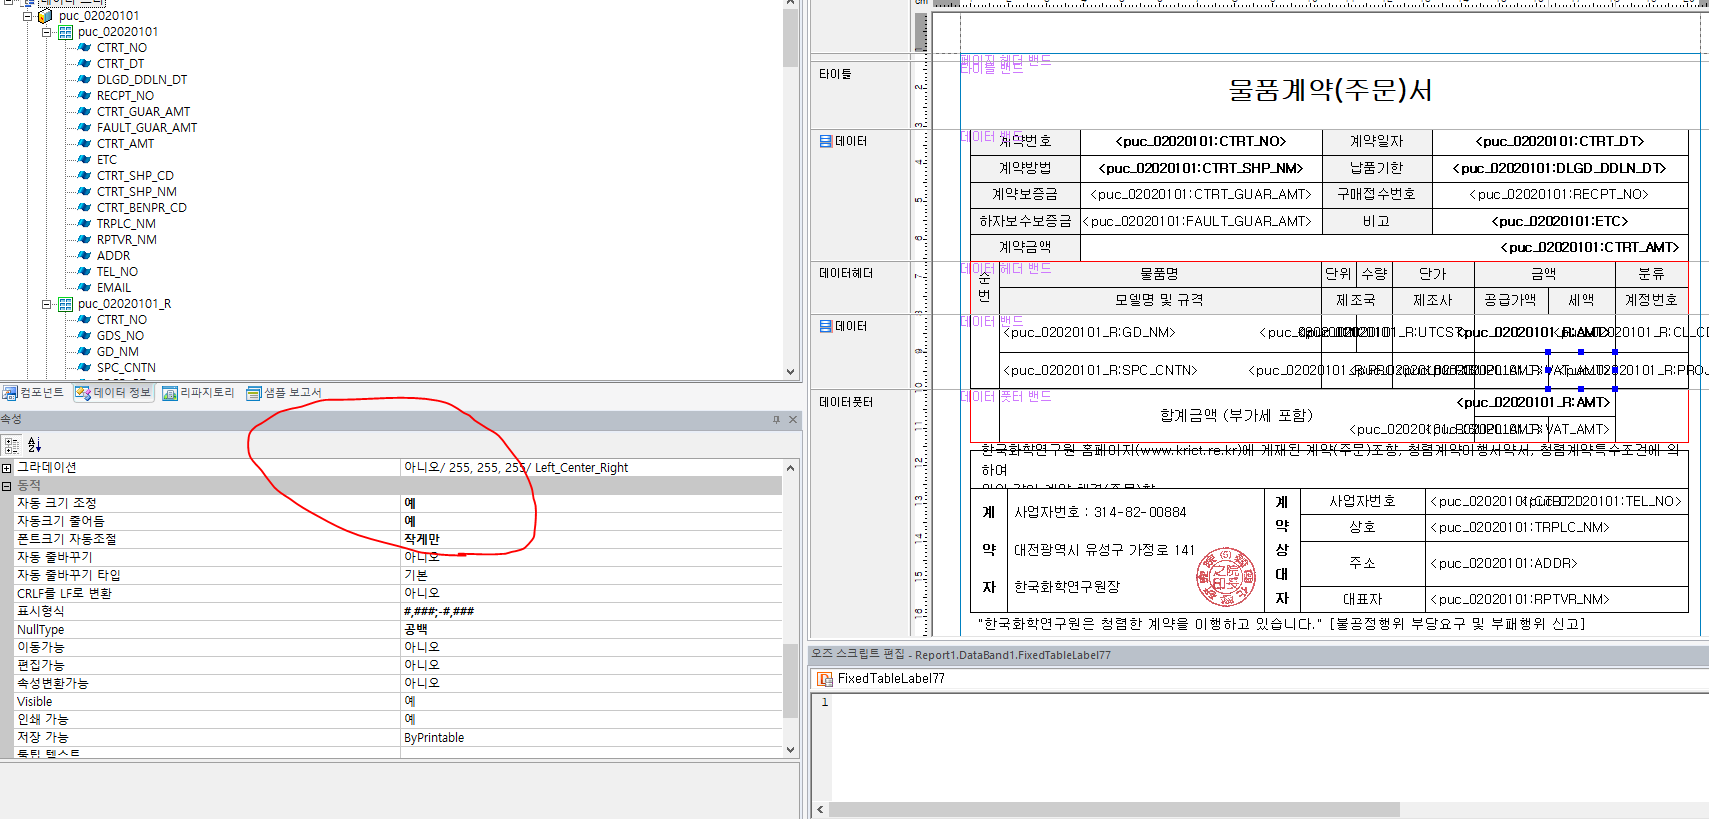 데이터 트리
puc_02020101
puc_02020101
CTRT_NO
CTRT_DT
DLGD_DDLN_DT
RECPT_NO
CTRT_GUAR_AMT
FAULT_GUAR_AMT
CTRT_AMT
ETC
CTRT_SHP_CD
CTRT_SHP_NM
CTRT_BENPR_CD
TRPLC_NM
RPTVR_NM
ADDR
TEL_NO
EMAIL
puc_02020101_R
CTRT_NO
GDS_NO
GD_NM
SPC_CNTN
컴포넌트 데이터 정보 리파지토리 샘플 보고서
속성
그라데이션 아니오/ 255, 255, 255/ Left_Center_Right
동적
자동 크기 조정 예
자동크기 줄어듬 예
폰트크기 자동조절 작게만
자동 줄바꾸기 아니오
자동 줄바꾸기 타입 기본
CRLF를 LF로 변환 아니오
표시형식 #,###;-#,###
NullType 공백
이동가능 아니오
편집가능 아니오
속성변환가능 아니오
Visible 예
인쇄 가능 예
저장 가능 ByPrintable
툴팁 텍스트
cm
페이지 헤더 밴드
타이틀 타이틀 밴드
물품계약(주문)서
데이터 데이터 밴드
계약번호 <puc_02020101:CTRT_NO> 계약일자 <puc_02020101:CTRT_DT>
계약방법 <puc_02020101:CTRT_SHP_NM> 납품기한 <puc_02020101:DLGD_DDLN_DT>
계약보증금 <puc_02020101:CTRT_GUAR_AMT> 구매접수번호 <puc_02020101:RECPT_NO>
하자보수보증금 <puc_02020101:FAULT_GUAR_AMT> 비고 <puc_02020101:ETC>
계약금액 <puc_02020101:CTRT_AMT>
데이터헤더 데이터 헤더 밴드
순번 물품명 단위 수량 단가 금액 분류
모델명 및 규격 제조국 제조사 공급가액 세액 계정번호
데이터 데이터 밴드
<puc_02020101_R:GD_NM>
<puc_02020101_R:SPC_CNTN>
데이터풋터 데이터 풋터 밴드
합계금액 (부가세 포함) <puc_02020101_R:AMT>
한국화학연구원 홈페이지(www.krict.re.kr)에 게재된 계약(주문)조항, 청렴계약이행서약서, 청렴계약특수조건에 의
하여
계약자 사업자번호 : 314-82-00884
대전광역시 유성구 가정로 141
한국화학연구원장
계약상대자 사업자번호
상호 <puc_02020101:TRPLC_NM>
주소 <puc_02020101:ADDR>
대표자 <puc_02020101:RPTVR_NM>
"한국화학연구원은 청렴한 계약을 이행하고 있습니다." [불공정행위 부당요구 및 부패행위 신고]
오즈 스크립트 편집 - Report1.DataBand1.FixedTableLabel77
FixedTableLabel77
1